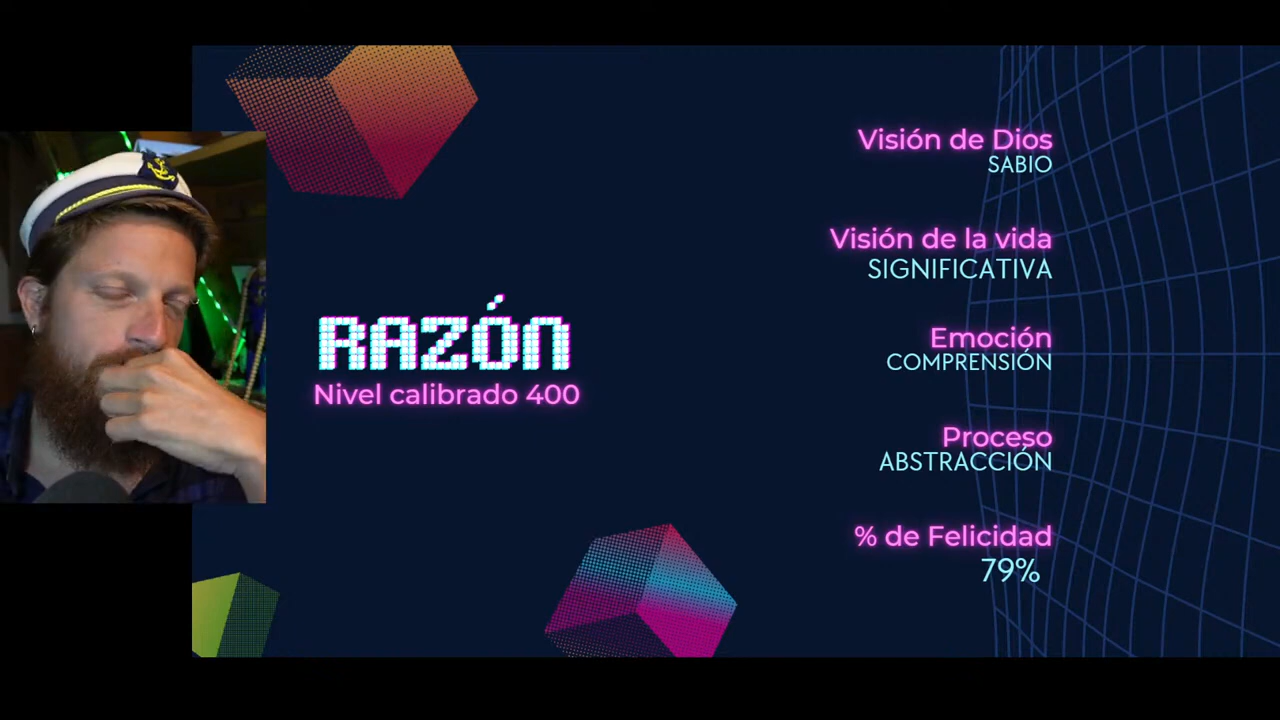 RAZÓN
Nivel calibrado 400
Visión de Dios
SABIO
Visión de la vida
SIGNIFICATIVA
Emoción
COMPRENSIÓN
Proceso
ABSTRACCIÓN
% de Felicidad
79%